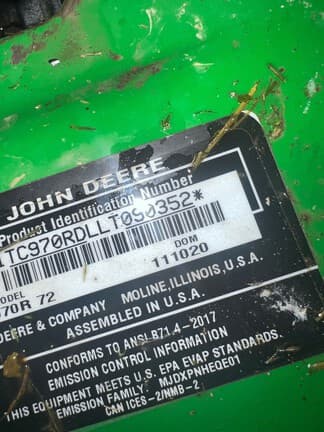 JOHN DEERE
Product Identification Number
TC970RDLLT090352*
MODEL
970R 72
DOM
111020
DEERE & COMPANY MOLINE, ILLINOIS, U.S.A.
ASSEMBLED IN U.S.A.
CONFORMS TO ANSI.B71.4 - 2017
EMISSION CONTROL INFORMATION
THIS EQUIPMENT MEETS U.S. EPA EVAP STANDARDS.
EMISSION FAMILY: MJDXPNHEQE01
CAN ICES-2/NMB-2